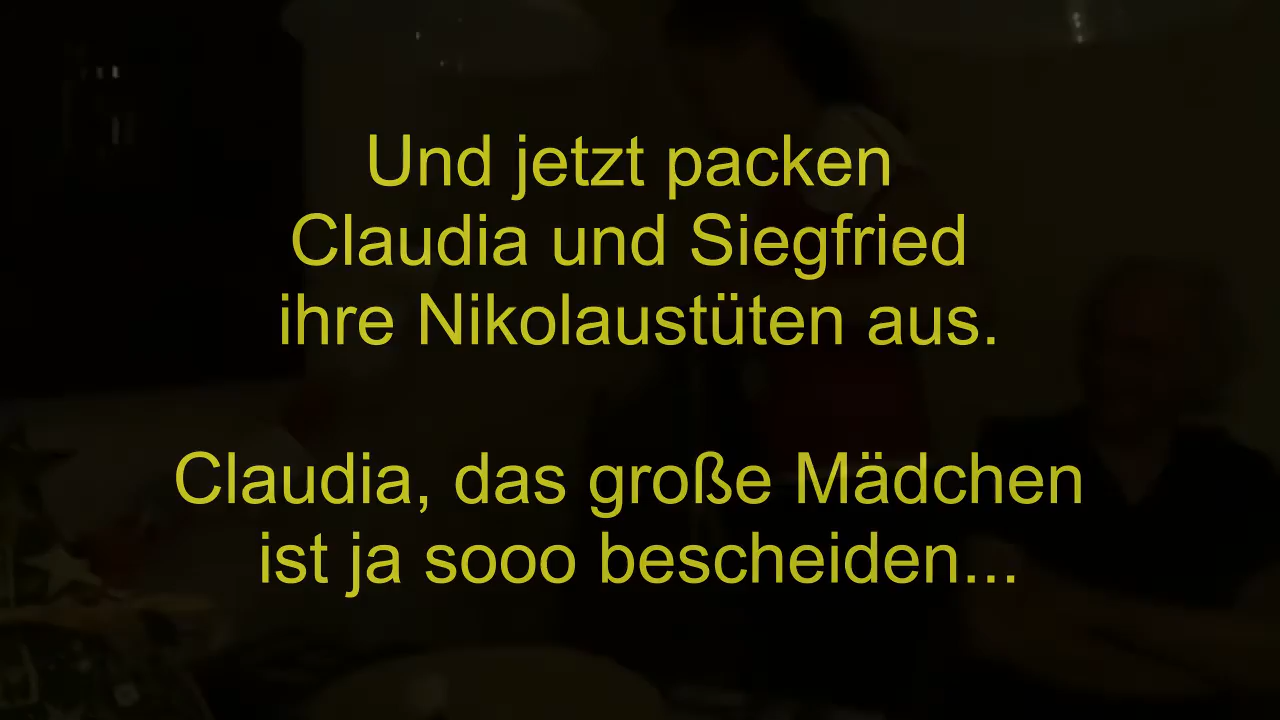 Und jetzt packen
Claudia und Siegfried
ihre Nikolaustüten aus.
Claudia, das große Mädchen
ist ja sooo bescheiden...